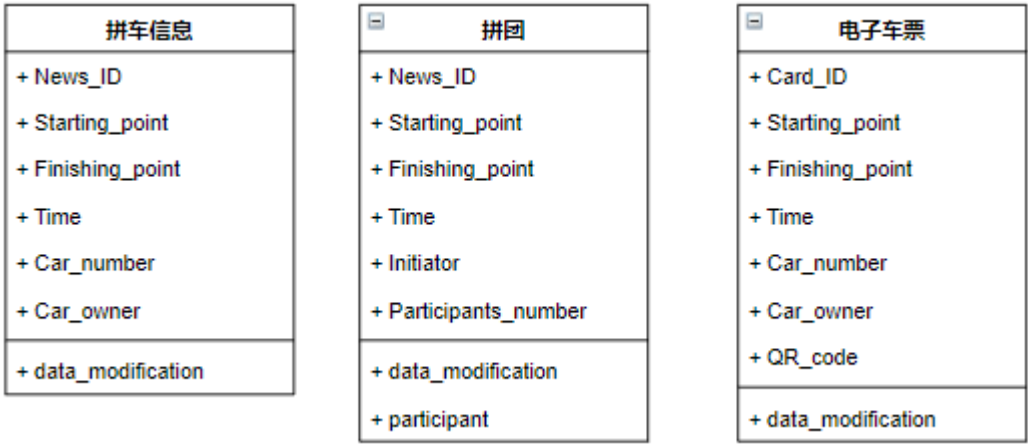 拼车信息
+ News_ID
+ Starting_point
+ Finishing_point
+ Time
+ Car_number
+ Car_owner
+ data_modification
拼团
+ News_ID
+ Starting_point
+ Finishing_point
+ Time
+ Initiator
+ Participants_number
+ data_modification
+ participant
电子车票
+ Card_ID
+ Starting_point
+ Finishing_point
+ Time
+ Car_number
+ Car_owner
+ QR_code
+ data_modification